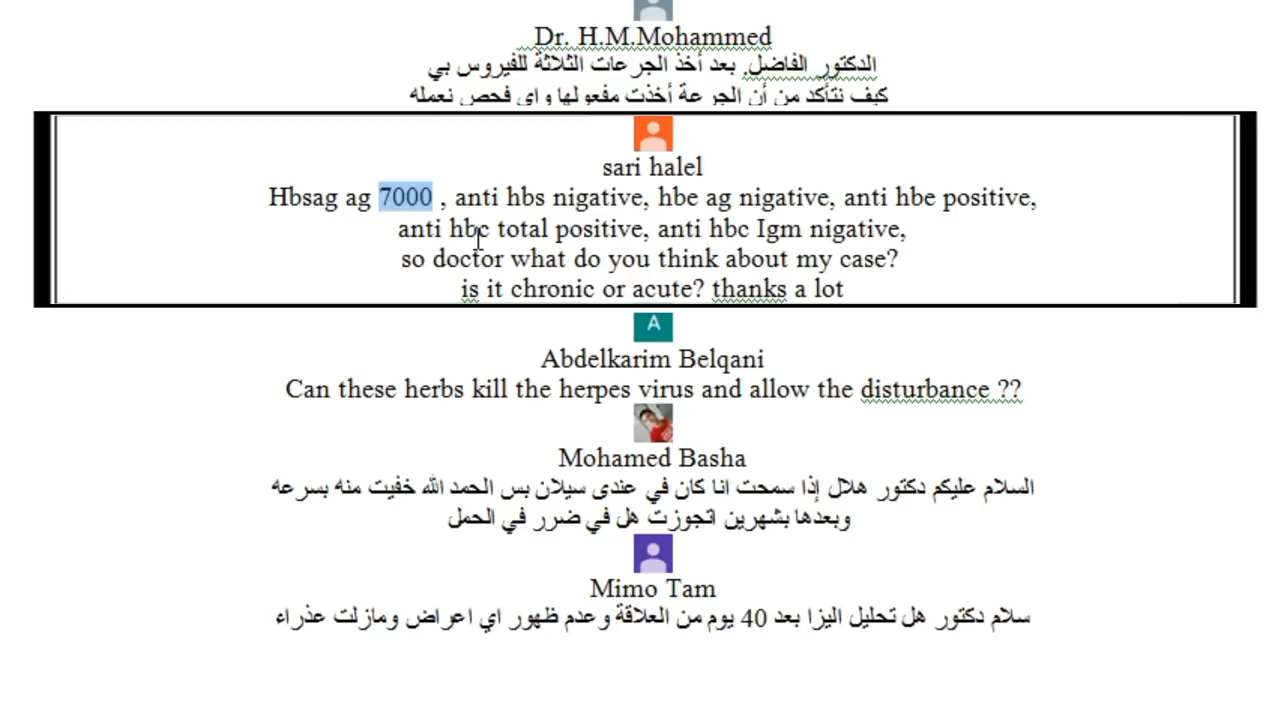 Dr. H.M.Mohammed
الدكتور الفاضل. بعد أخذ الجرعات الثلاثة للفيروس بي
كيف نتأكد من أن الجرعة أخذت مفعولها و اي فحص نعمله
sari halel
Hbsag ag 7000 , anti hbs nigative, hbe ag nigative, anti hbe positive,
anti hbc total positive, anti hbc Igm nigative,
so doctor what do you think about my case?
is it chronic or acute? thanks a lot
A
Abdelkarim Belqani
Can these herbs kill the herpes virus and allow the disturbance ??
Mohamed Basha
السلام عليكم دكتور هلال إذا سمحت انا كان في عندى سيلان بس الحمد الله خفيت منه بسرعه
وبعدها بشهرين اتجوزت هل في ضرر في الحمل
Mimo Tam
سلام دكتور هل تحليل اليزا بعد 40 يوم من العلاقة وعدم ظهور اي اعراض ومازلت عذراء